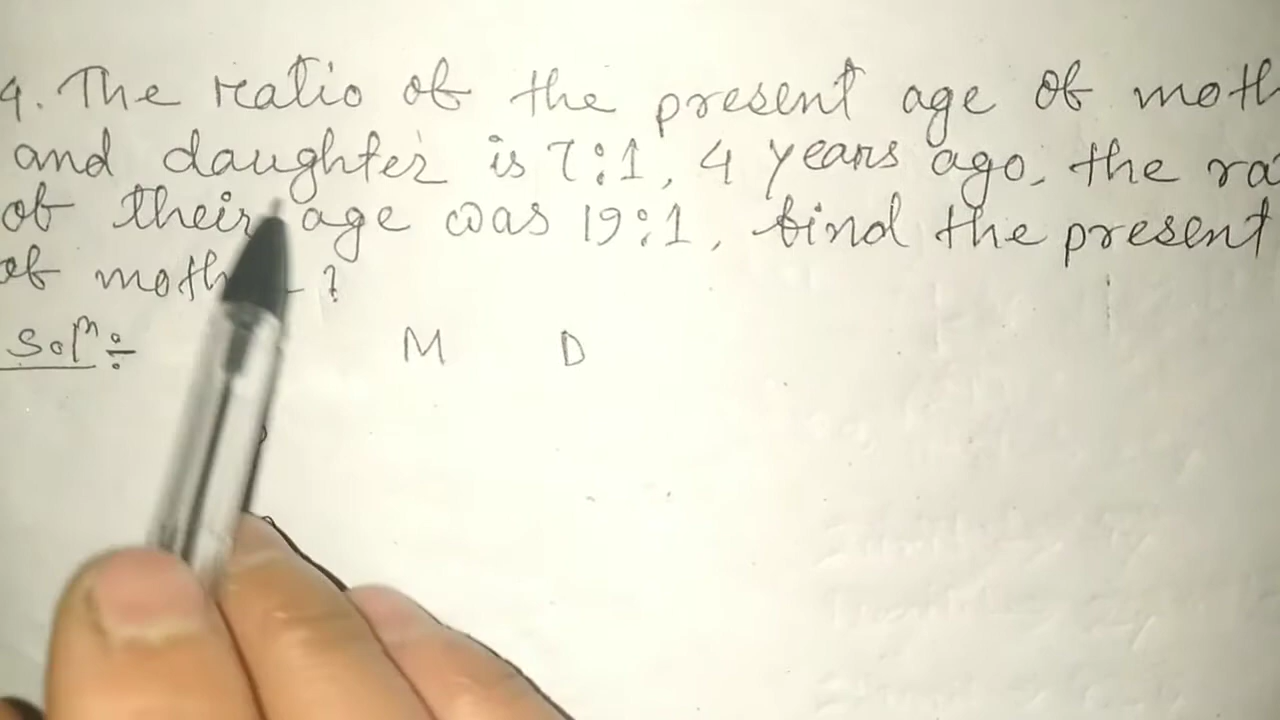 4. The ratio of the present age of moth
and daughter is 7:1, 4 years ago, the ra
of their age was 19:1, find the present
of moth ?
Solⁿ ÷
M D